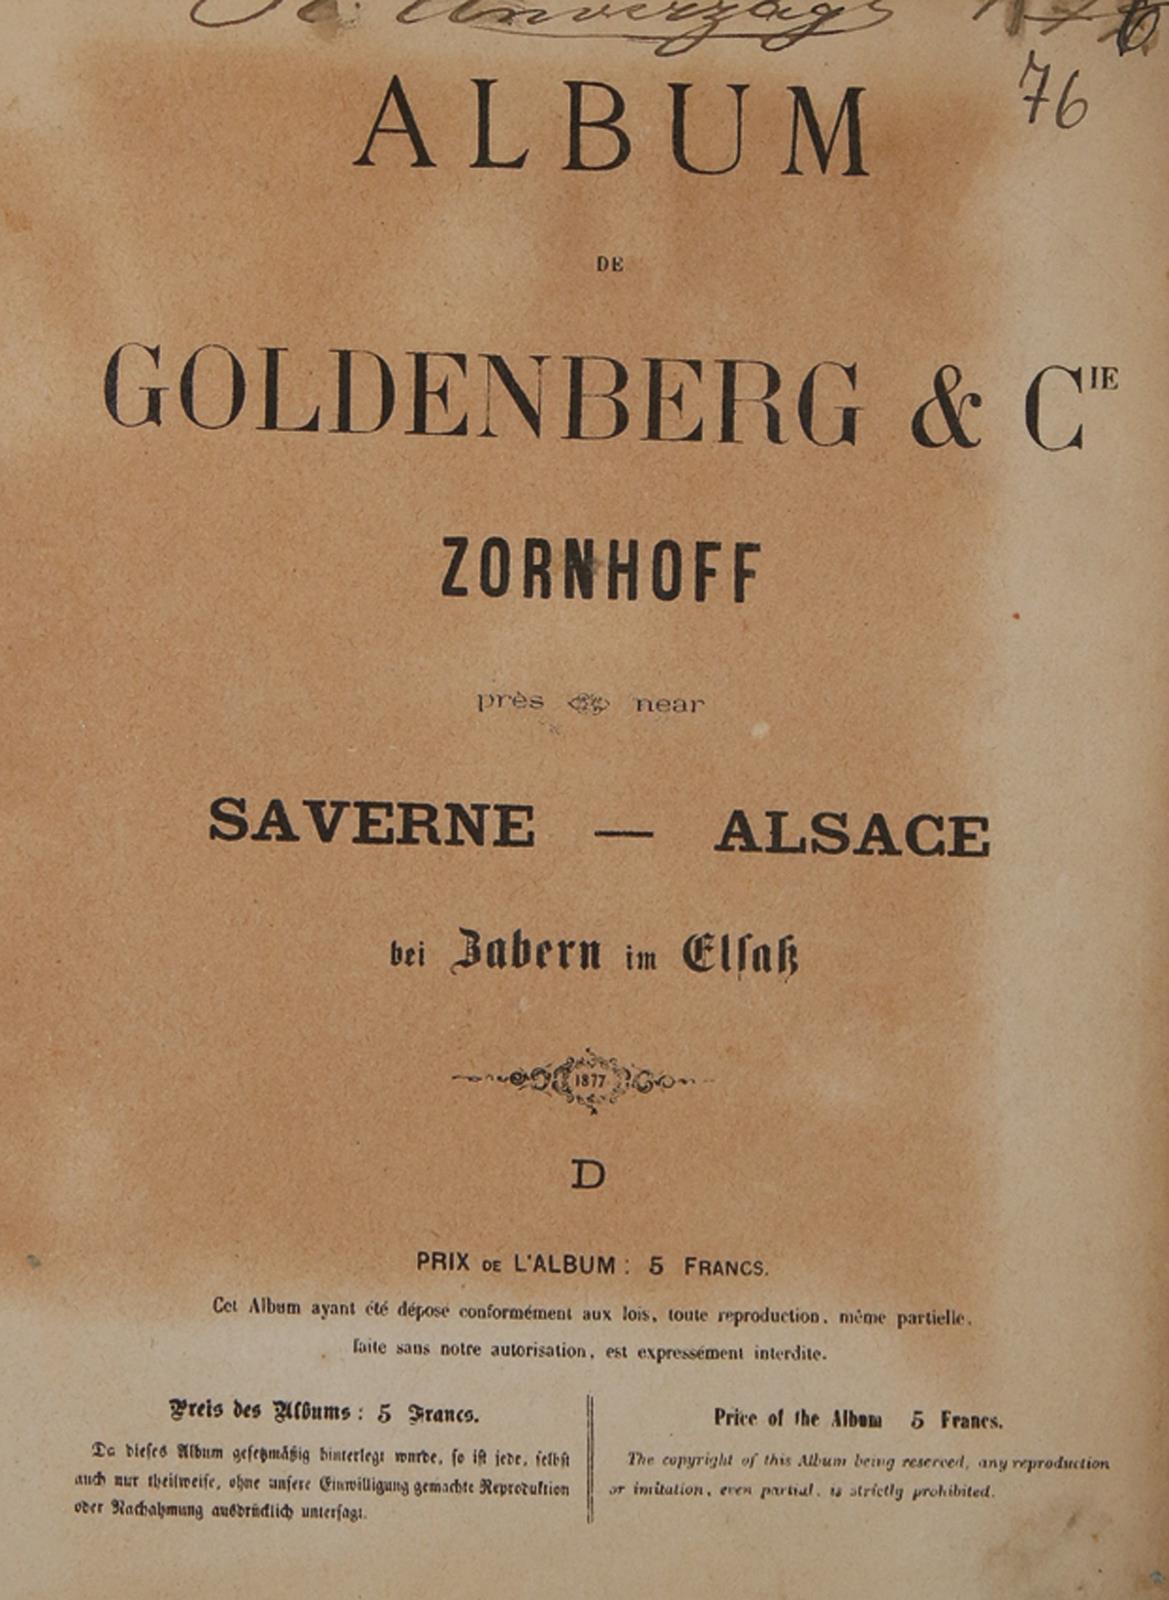 76
ALBUM
DE
GOLDENBERG & CIE
ZORNHOFF
près near
SAVERNE — ALSACE
bei Zabern im Elsaß
1877
D
PRIX DE L'ALBUM: 5 FRANCS.
Cet Album ayant été déposé conformément aux lois, toute reproduction, même partielle,
faite sans notre autorisation, est expressément interdite.
Preis des Albums: 5 Francs.
Da dieses Album gesetzmäßig hinterlegt wurde, so ist jede, selbst
auch nur theilweise, ohne unsere Einwilligung gemachte Reproduktion
oder Nachahmung ausdrücklich untersagt.
Price of the Album 5 Francs.
The copyright of this Album being reserved, any reproduction
or imitation, even partial, is strictly prohibited.